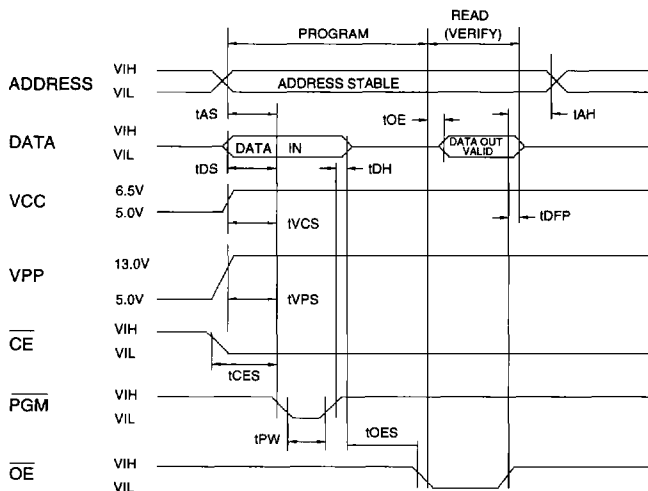 READ
PROGRAM (VERIFY)
ADDRESS VIH VIL ADDRESS STABLE
tAS tOE tAH
DATA VIH VIL DATA IN DATA OUT VALID
tDS tDH
VCC 6.5V 5.0V
tVCS tDFP
VPP 13.0V 5.0V
tVPS
CE VIH VIL
tCES
PGM VIH VIL
tPW tOES
OE VIH VIL